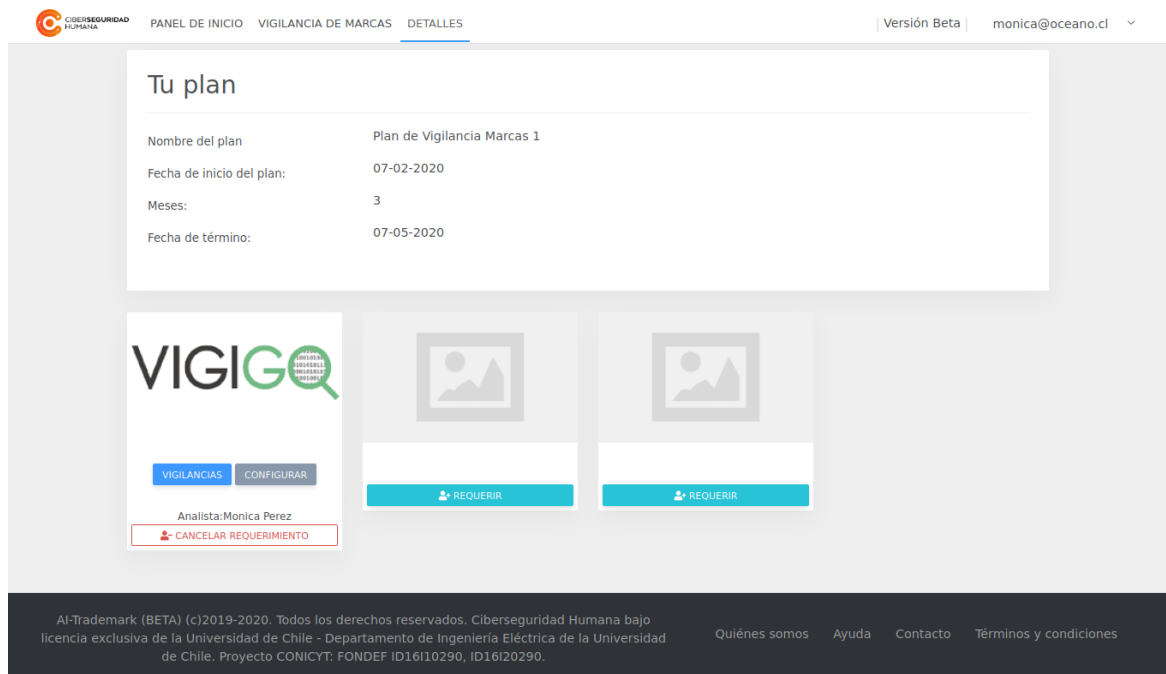 CIBERSEGURIDAD
HUMANA
PANEL DE INICIO VIGILANCIA DE MARCAS DETALLES
| Versión Beta | monica@oceano.cl
Tu plan
Nombre del plan Plan de Vigilancia Marcas 1
Fecha de inicio del plan: 07-02-2020
Meses: 3
Fecha de término: 07-05-2020
VIGIGO
VIGILANCIAS CONFIGURAR
Analista:Monica Perez
CANCELAR REQUERIMIENTO
REQUERIR
REQUERIR
AI-Trademark (BETA) (c)2019-2020. Todos los derechos reservados. Ciberseguridad Humana bajo
licencia exclusiva de la Universidad de Chile - Departamento de Ingeniería Eléctrica de la Universidad
de Chile. Proyecto CONICYT: FONDEF ID16I10290, ID16I20290.
Quiénes somos Ayuda Contacto Términos y condiciones